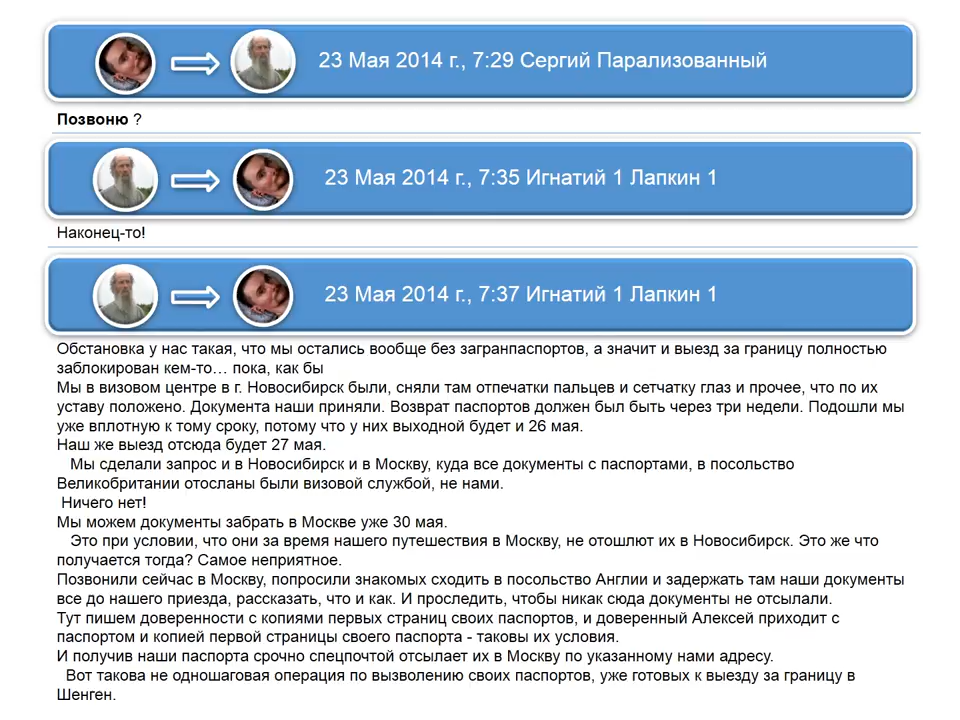 23 Мая 2014 г., 7:29 Сергий Парализованный
Позвоню ?
23 Мая 2014 г., 7:35 Игнатий 1 Лапкин 1
Наконец-то!
23 Мая 2014 г., 7:37 Игнатий 1 Лапкин 1
Обстановка у нас такая, что мы остались вообще без загранпаспортов, а значит и выезд за границу полностью
заблокирован кем-то… пока, как бы
Мы в визовом центре в г. Новосибирск были, сняли там отпечатки пальцев и сетчатку глаз и прочее, что по их
уставу положено. Документа наши приняли. Возврат паспортов должен был быть через три недели. Подошли мы
уже вплотную к тому сроку, потому что у них выходной будет и 26 мая.
Наш же выезд отсюда будет 27 мая.
Мы сделали запрос и в Новосибирск и в Москву, куда все документы с паспортами, в посольство
Великобритании отосланы были визовой службой, не нами.
Ничего нет!
Мы можем документы забрать в Москве уже 30 мая.
Это при условии, что они за время нашего путешествия в Москву, не отошлют их в Новосибирск. Это же что
получается тогда? Самое неприятное.
Позвонили сейчас в Москву, попросили знакомых сходить в посольство Англии и задержать там наши документы
все до нашего приезда, рассказать, что и как. И проследить, чтобы никак сюда документы не отсылали.
Тут пишем доверенности с копиями первых страниц своих паспортов, и доверенный Алексей приходит с
паспортом и копией первой страницы своего паспорта - таковы их условия.
И получив наши паспорта срочно спецпочтой отсылает их в Москву по указанному нами адресу.
Вот такова не одношаговая операция по вызволению своих паспортов, уже готовых к выезду за границу в
Шенген.